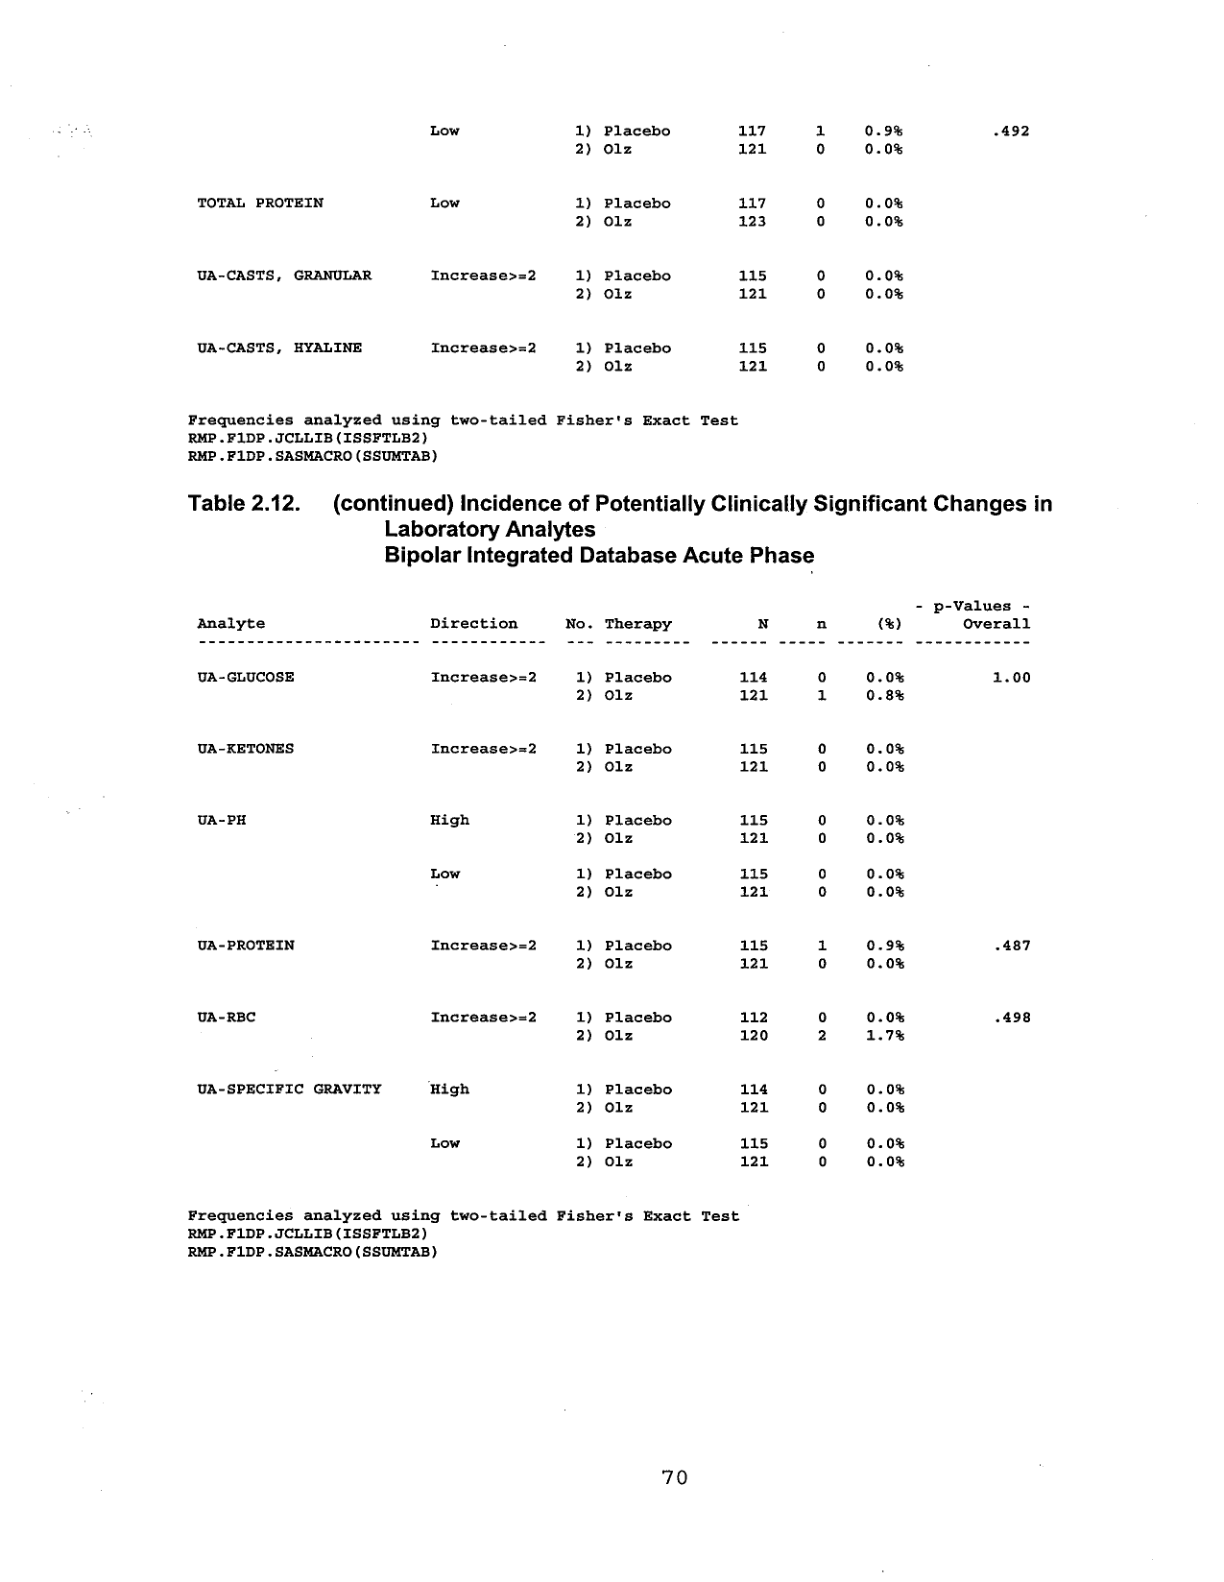 Low 1) Placebo 117 1 0.9% .492
2) Olz 121 0 0.0%
TOTAL PROTEIN Low 1) Placebo 117 0 0.0%
2) Olz 123 0 0.0%
UA-CASTS, GRANULAR Increase>=2 1) Placebo 115 0 0.0%
2) Olz 121 0 0.0%
UA-CASTS, HYALINE Increase>=2 1) Placebo 115 0 0.0%
2) Olz 121 0 0.0%
Frequencies analyzed using two-tailed Fisher's Exact Test
RMP.F1DP.JCLLIB(ISSFTLB2)
RMP.F1DP.SASMACRO(SSUMTAB)
Table 2.12. (continued) Incidence of Potentially Clinically Significant Changes in
Laboratory Analytes
Bipolar Integrated Database Acute Phase
- p-Values -
Analyte Direction No. Therapy N n (%) Overall
----------------------- ------------ --- --------- ------ ----- ------- ------------
UA-GLUCOSE Increase>=2 1) Placebo 114 0 0.0% 1.00
2) Olz 121 1 0.8%
UA-KETONES Increase>=2 1) Placebo 115 0 0.0%
2) Olz 121 0 0.0%
UA-PH High 1) Placebo 115 0 0.0%
2) Olz 121 0 0.0%
Low 1) Placebo 115 0 0.0%
2) Olz 121 0 0.0%
UA-PROTEIN Increase>=2 1) Placebo 115 1 0.9% .487
2) Olz 121 0 0.0%
UA-RBC Increase>=2 1) Placebo 112 0 0.0% .498
2) Olz 120 2 1.7%
UA-SPECIFIC GRAVITY High 1) Placebo 114 0 0.0%
2) Olz 121 0 0.0%
Low 1) Placebo 115 0 0.0%
2) Olz 121 0 0.0%
Frequencies analyzed using two-tailed Fisher's Exact Test
RMP.F1DP.JCLLIB(ISSFTLB2)
RMP.F1DP.SASMACRO(SSUMTAB)
70